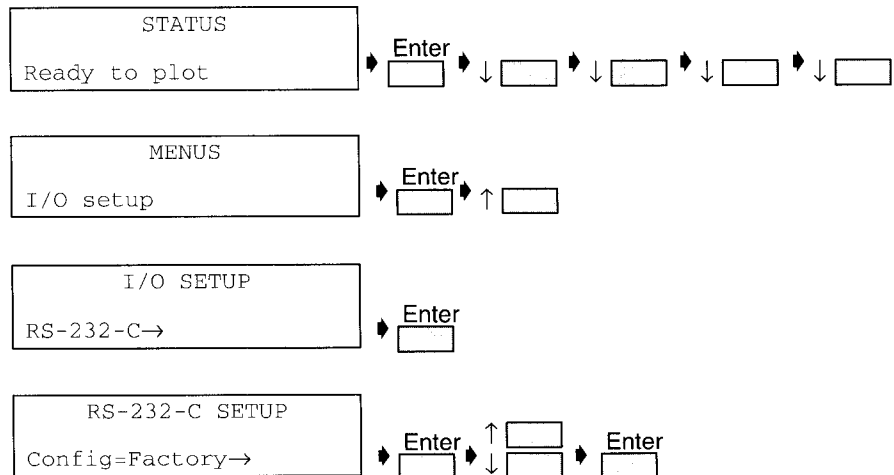 STATUS
Ready to plot
Enter
↓ ↓ ↓ ↓
MENUS
I/O setup
Enter
↑
I/O SETUP
RS-232-C→
Enter
RS-232-C SETUP
Config=Factory→
Enter
↑
↓
Enter